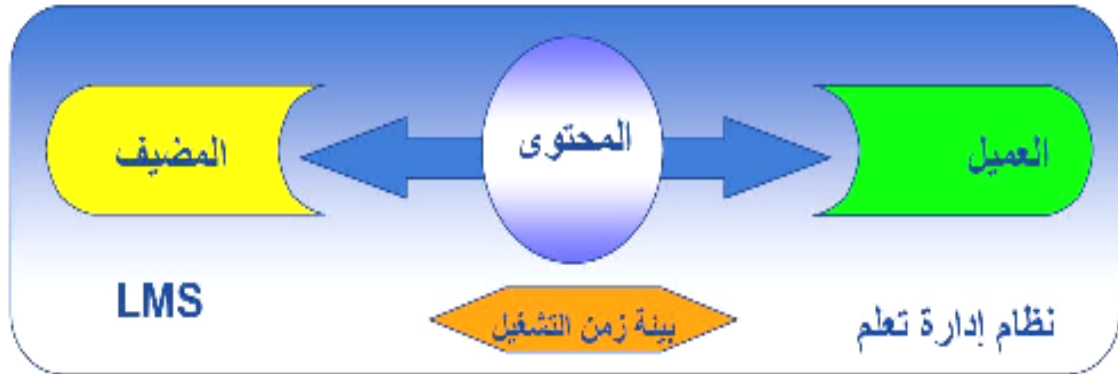 العميل
المحتوى
المضيف
نظام إدارة تعلم
بيئة زمن التشغيل
LMS